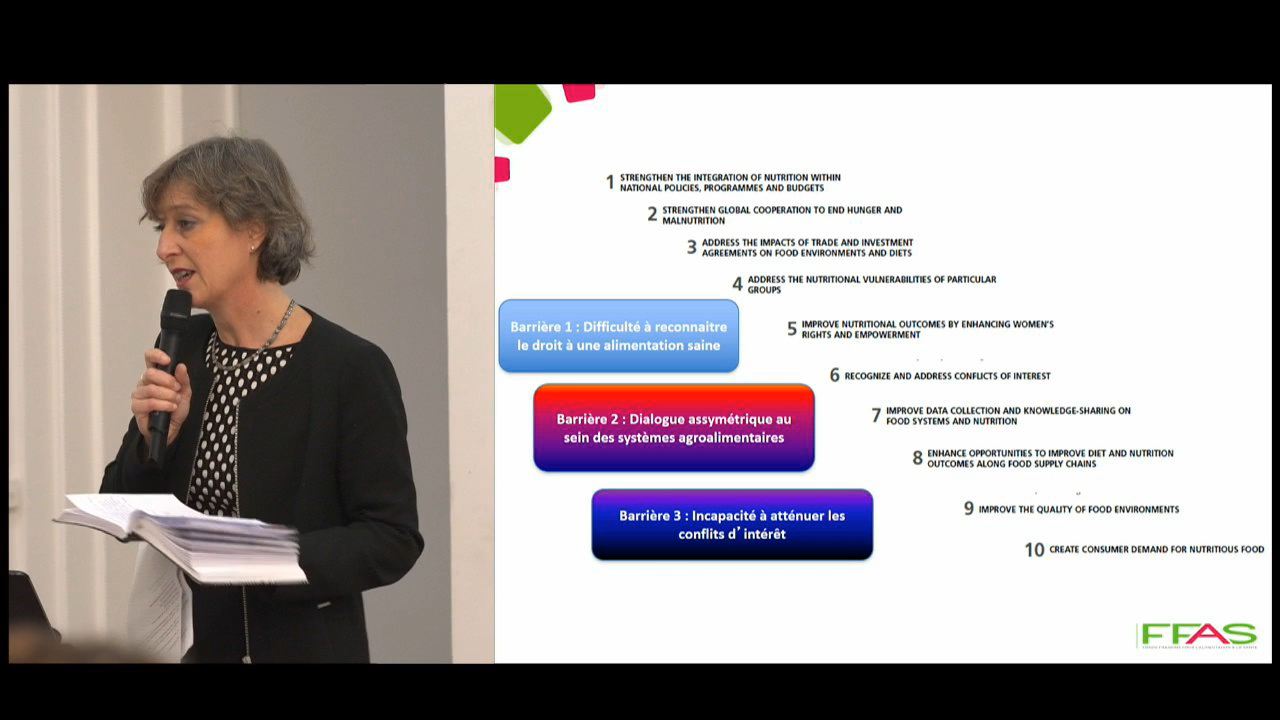 1 STRENGTHEN THE INTEGRATION OF NUTRITION WITHIN
NATIONAL POLICIES, PROGRAMMES AND BUDGETS
2 STRENGTHEN GLOBAL COOPERATION TO END HUNGER AND
MALNUTRITION
3 ADDRESS THE IMPACTS OF TRADE AND INVESTMENT
AGREEMENTS ON FOOD ENVIRONMENTS AND DIETS
4 ADDRESS THE NUTRITIONAL VULNERABILITIES OF PARTICULAR
GROUPS
Barrière 1 : Difficulté à reconnaitre
le droit à une alimentation saine
5 IMPROVE NUTRITIONAL OUTCOMES BY ENHANCING WOMEN'S
RIGHTS AND EMPOWERMENT
6 RECOGNIZE AND ADDRESS CONFLICTS OF INTEREST
Barrière 2 : Dialogue assymétrique au
sein des systèmes agroalimentaires
7 IMPROVE DATA COLLECTION AND KNOWLEDGE-SHARING ON
FOOD SYSTEMS AND NUTRITION
8 ENHANCE OPPORTUNITIES TO IMPROVE DIET AND NUTRITION
OUTCOMES ALONG FOOD SUPPLY CHAINS
Barrière 3 : Incapacité à atténuer les
conflits d' intérêt
9 IMPROVE THE QUALITY OF FOOD ENVIRONMENTS
10 CREATE CONSUMER DEMAND FOR NUTRITIOUS FOOD
FFAS